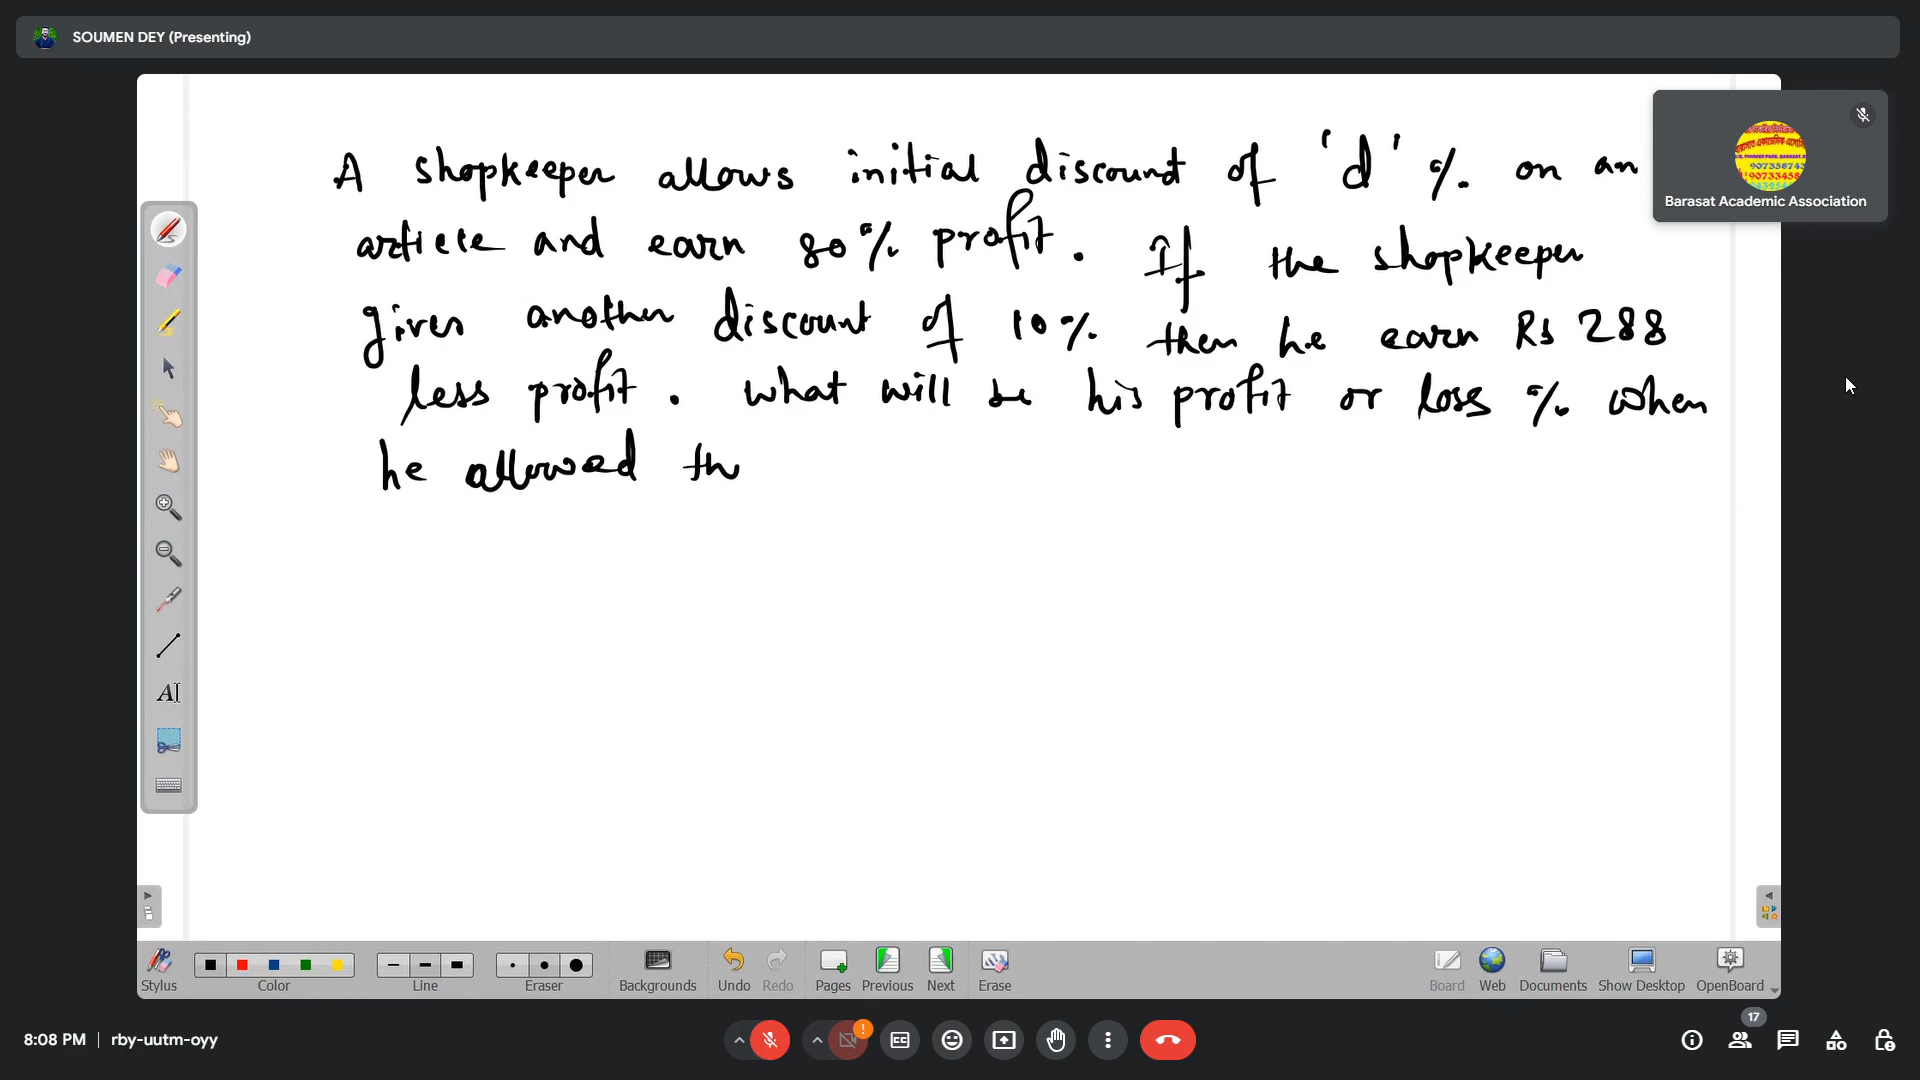 SOUMEN DEY (Presenting)
A shopkeeper allows initial discount of 'd' % on an
article and earn 80% profit. If the shopkeeper
gives another discount of 10% then he earn Rs 288
less profit. What will be his profit or loss % when
he allowed th
907358743
90733458
Barasat Academic Association
Stylus
Color
Line
Eraser
Backgrounds
Undo
Redo
Pages
Previous
Next
Erase
Board
Web
Documents
Show Desktop
OpenBoard
8:08 PM | rby-uutm-oyy
17